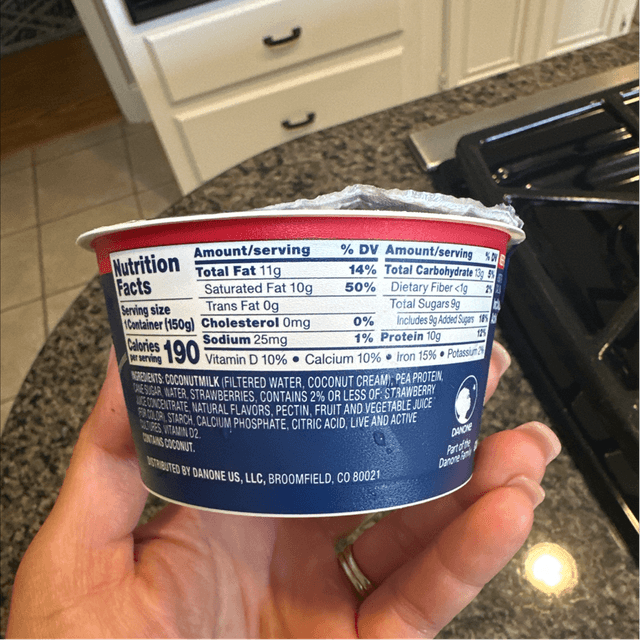 Nutrition Facts
Serving size
1 Container (150g)
Calories per serving 190
Amount/serving % DV
Total Fat 11g 14%
Saturated Fat 10g 50%
Trans Fat 0g
Cholesterol 0mg 0%
Sodium 25mg 1%
Amount/serving % DV
Total Carbohydrate 13g 5%
Dietary Fiber <1g 2%
Total Sugars 9g
Includes 9g Added Sugars 18%
Protein 10g 12%
Vitamin D 10% • Calcium 10% • Iron 15% • Potassium 2%
INGREDIENTS: COCONUTMILK (FILTERED WATER, COCONUT CREAM), PEA PROTEIN,
CANE SUGAR, WATER, STRAWBERRIES, CONTAINS 2% OR LESS OF: STRAWBERRY
JUICE CONCENTRATE, NATURAL FLAVORS, PECTIN, FRUIT AND VEGETABLE JUICE
FOR COLOR, STARCH, CALCIUM PHOSPHATE, CITRIC ACID, LIVE AND ACTIVE
CULTURES, VITAMIN D2.
CONTAINS COCONUT.
DISTRIBUTED BY DANONE US, LLC, BROOMFIELD, CO 80021
DANONE
Part of the
Danone Family